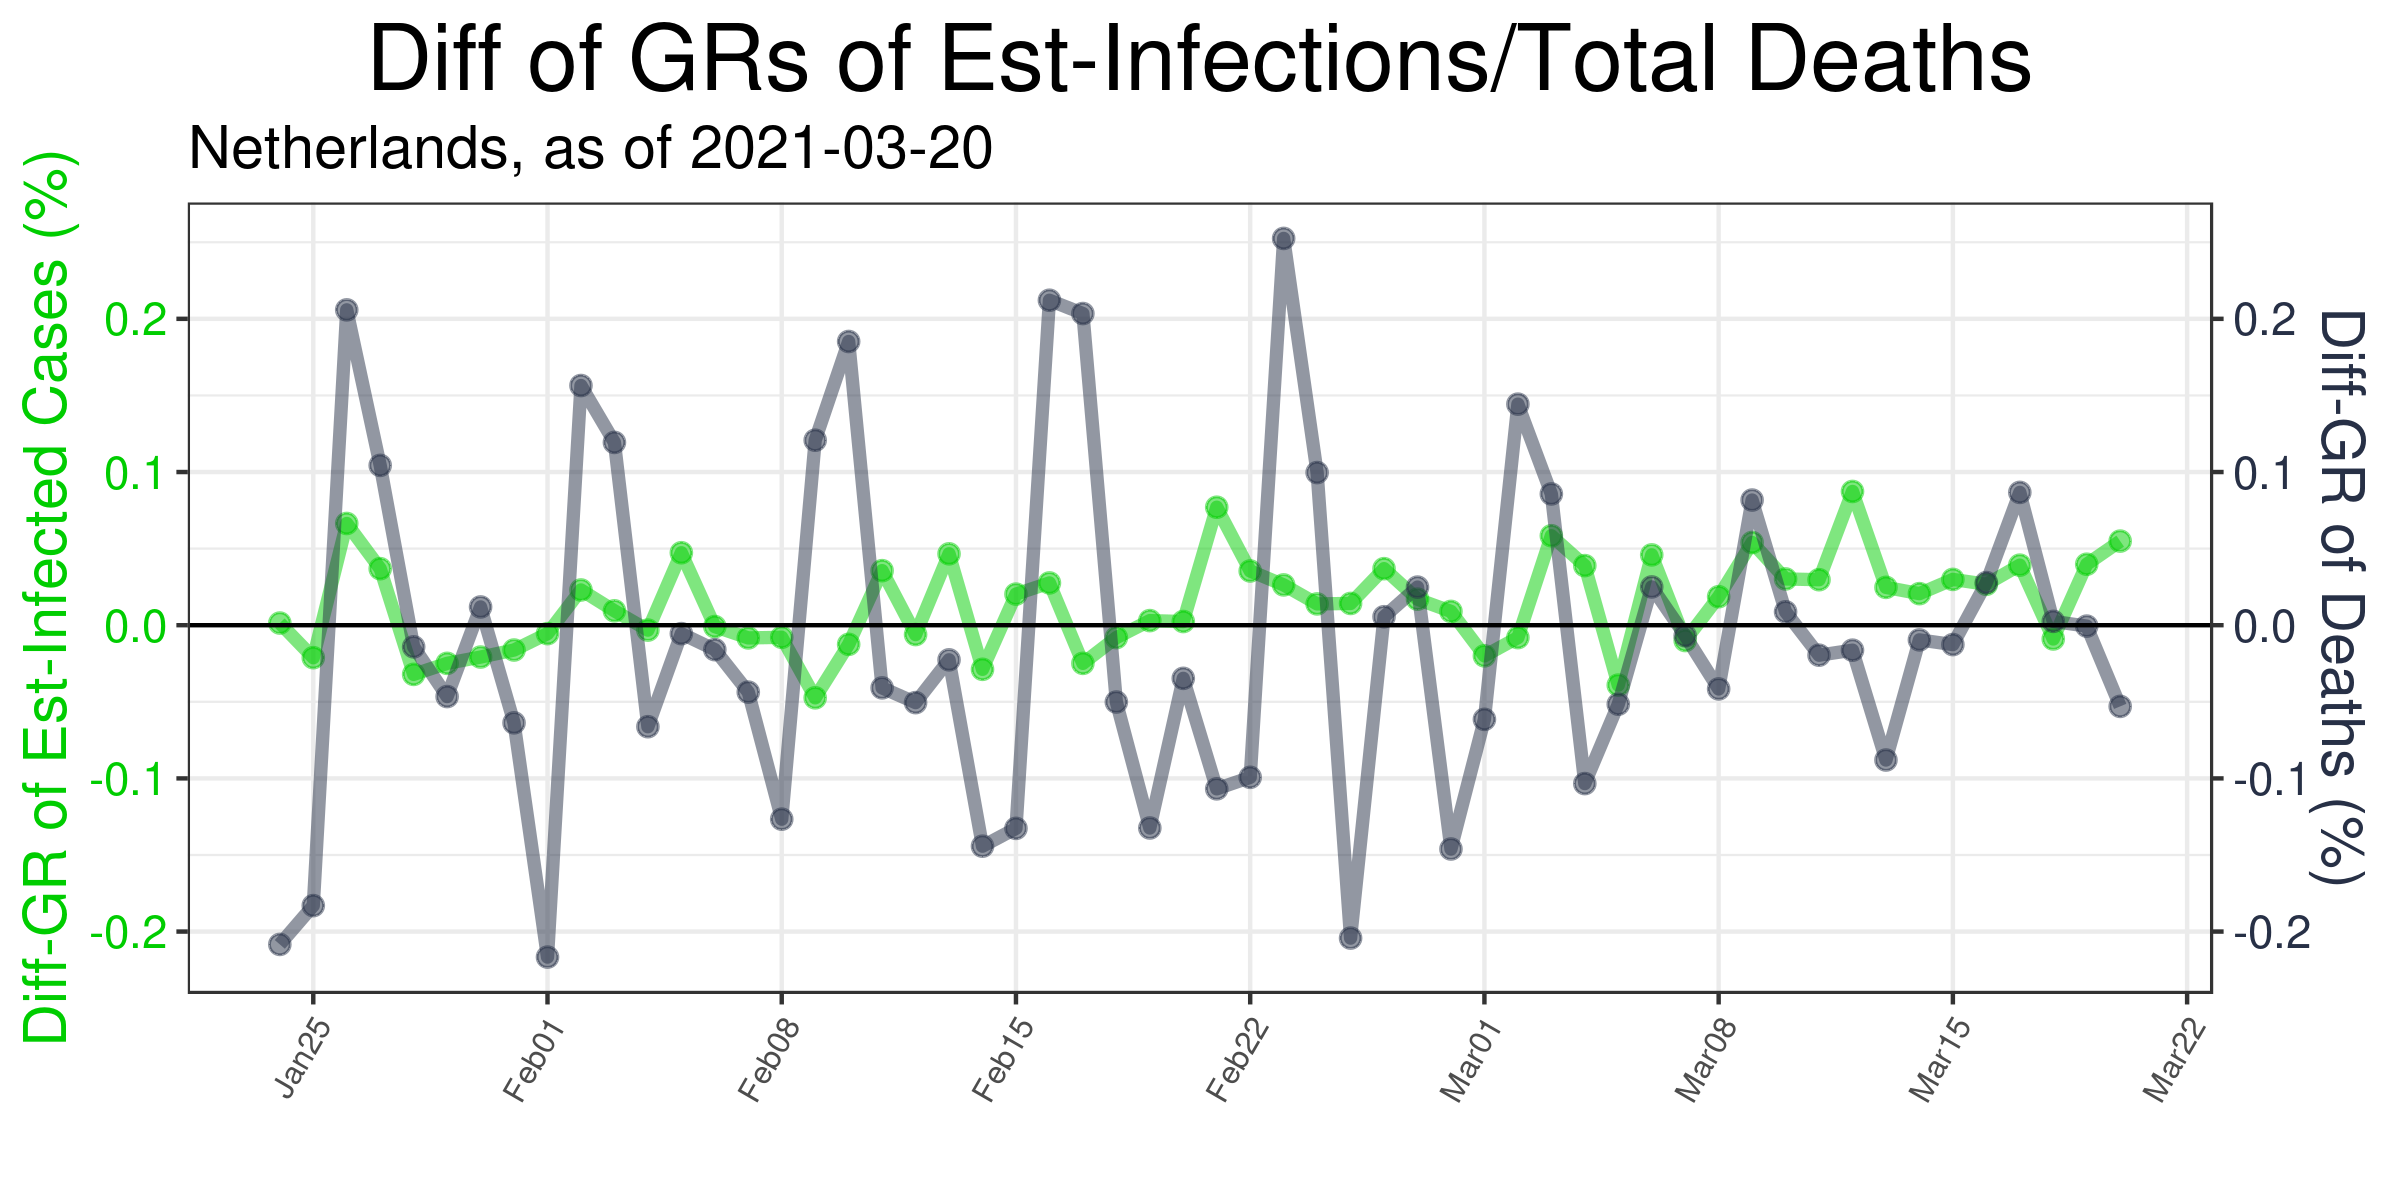 Diff of GRs of Est-Infections/Total Deaths
Netherlands, as of 2021-03-20
Diff-GR of Est-Infected Cases (%)
0.2
0.1
0.0
-0.1
-0.2
0.2
0.1
0.0
-0.1
-0.2
Diff-GR of Deaths (%)
Jan25
Feb01
Feb08
Feb15
Feb22
Mar01
Mar08
Mar15
Mar22